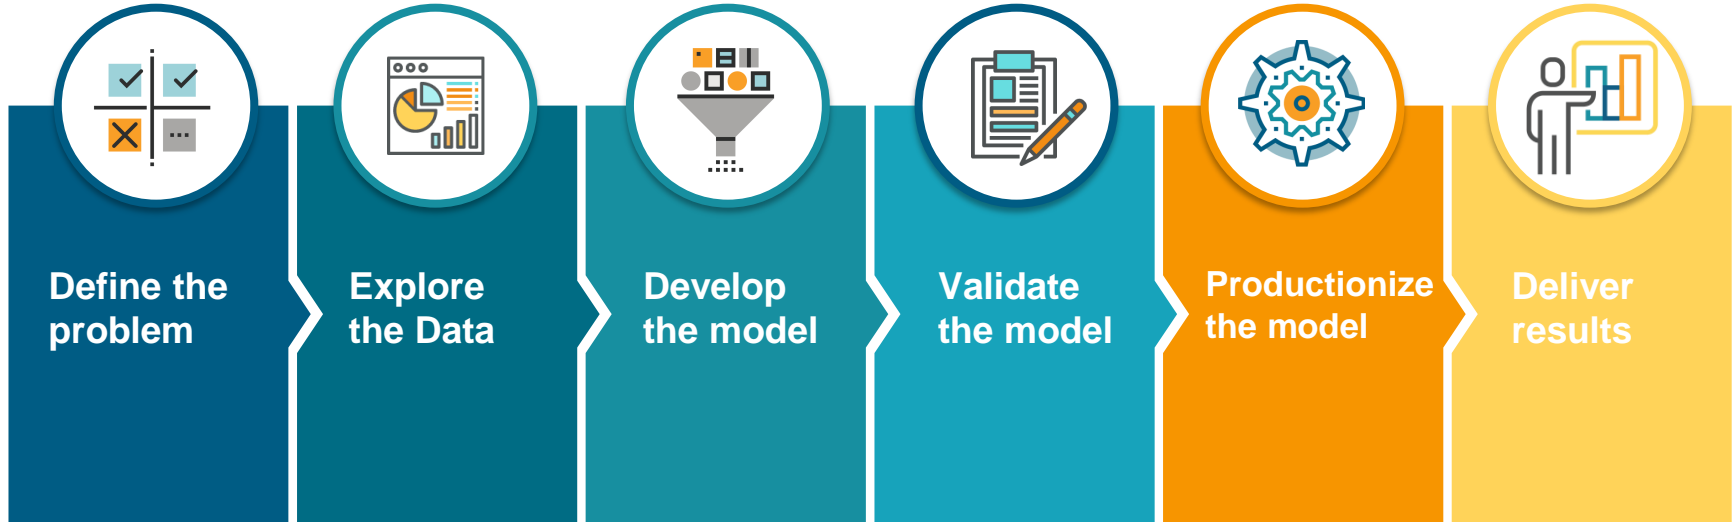 Define the
problem
Explore
the Data
Develop
the model
Validate
the model
Productionize
the model
Deliver
results